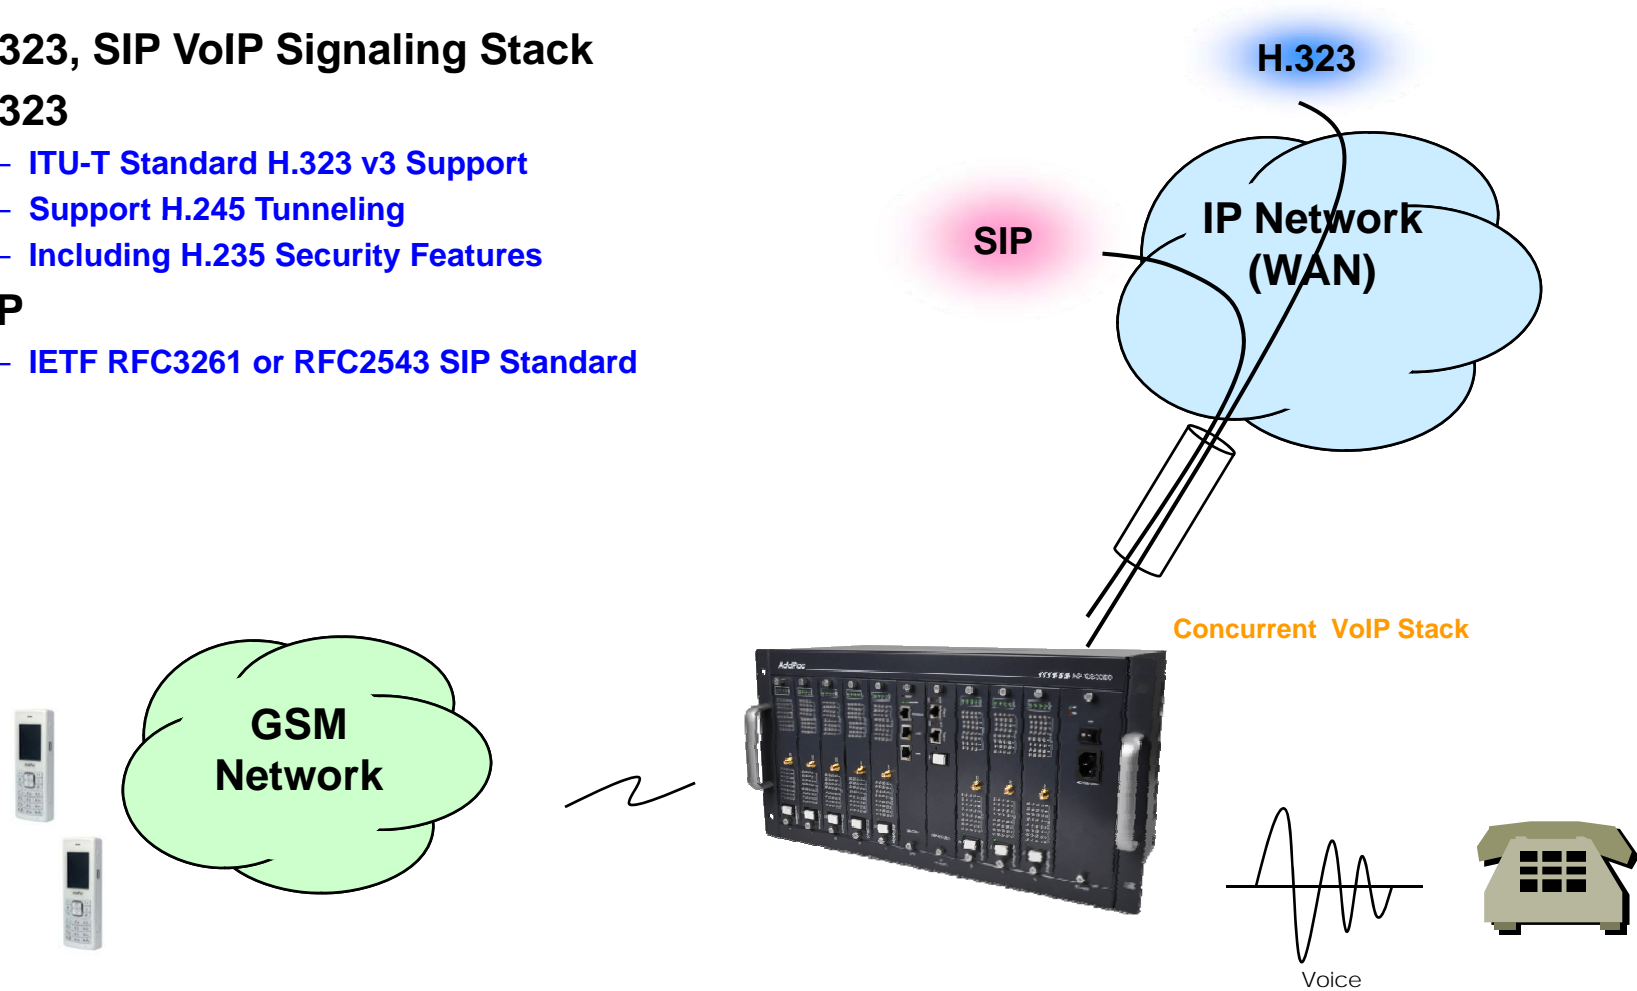 323, SIP VoIP Signaling Stack
323
– ITU-T Standard H.323 v3 Support
– Support H.245 Tunneling
– Including H.235 Security Features
P
– IETF RFC3261 or RFC2543 SIP Standard
H.323
SIP
IP Network
(WAN)
Concurrent VoIP Stack
GSM
Network
AddPac
Voice